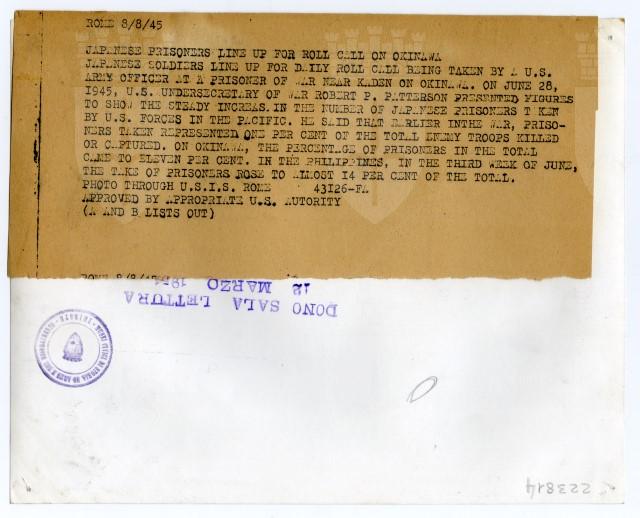 ROME 8/8/45
JAPANESE PRISONERS LINE UP FOR ROLL CALL ON OKINAWA
JAPANESE SOLDIERS LINE UP FOR DAILY ROLL CALL BEING TAKEN BY A U.S.
ARMY OFFICER AT A PRISONER OF WAR NEAR KADEN ON OKINAWA. ON JUNE 28,
1945, U.S. UNDERSECRETARY OF WAR ROBERT P. PATTERSON PRESENTED FIGURES
TO SHOW THE STEADY INCREAS. IN THE NUMBER OF JAPANESE PRISONERS T KEN
BY U.S. FORCES IN THE PACIFIC. HE SAID THAT EARLIER INTHE WAR, PRISO-
NERS TAKEN REPRESENTED ONE PER CENT OF THE TOTAL ENEMY TROOPS KILLED
OR CAPTURED. ON OKINAWA, THE PERCENTAGE OF PRISONERS IN THE TOTAL
CAME TO ELEVEN PER CENT. IN THE PHILIPPINES, IN THE THIRD WEEK OF JUNE,
THE TAKE OF PRISONERS ROSE TO ALMOST 14 PER CENT OF THE TOTAL.
PHOTO THROUGH U.S.I.S. ROME 43126-FA
APPROVED BY APPROPRIATE U.S. AUTORITY
(A AND B LISTS OUT)
ROME 8/8/45
DONO SALA LETTURA
12 MARZO
223814